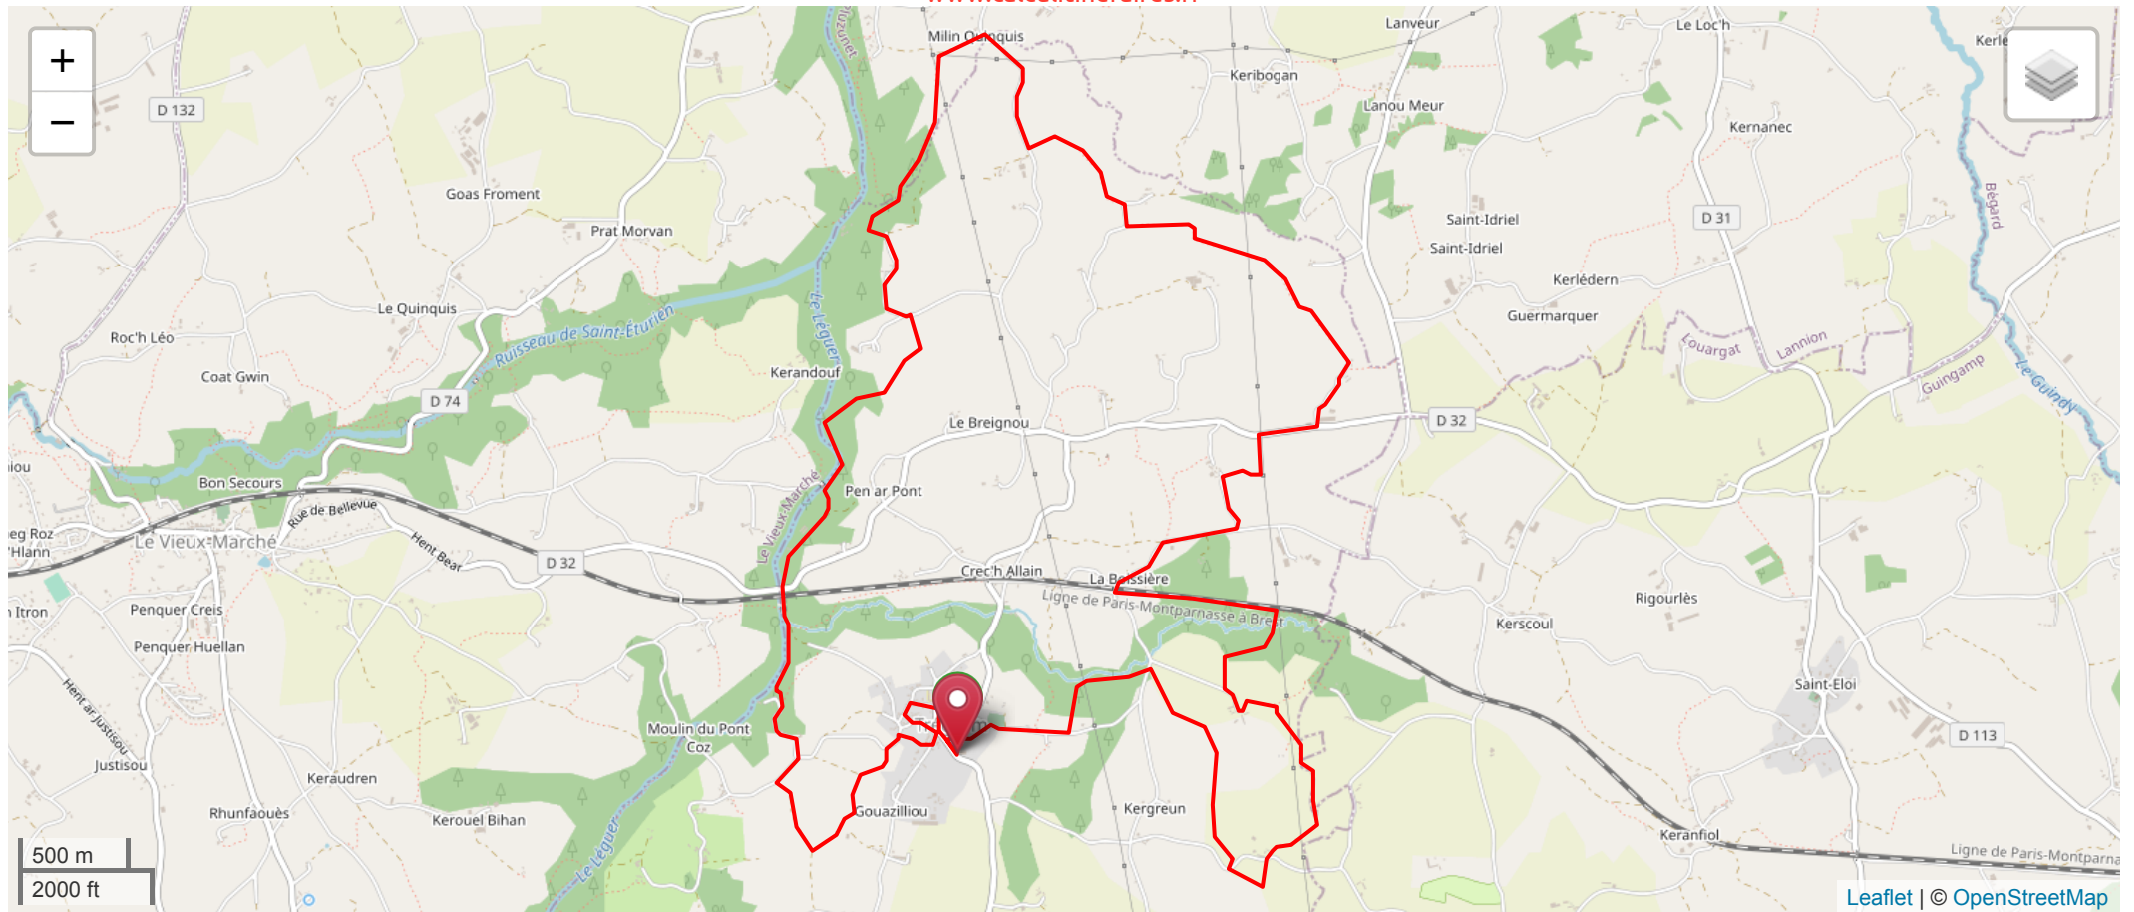 Milin Quinquis
Lanveur
Le Loc'h
Pluzunet
+
−
D 132
Keribogan
Lanou Meur
Kernanec
Bégard
Goas Froment
Prat Morvan
Saint-Idriel
D 31
Saint-Idriel
Kerlédern
Guermarquer
Le Quinquis
Ruisseau de Saint-Éturien
Le Léguer
Roc'h Léo
Coat Gwin
Kerandouf
Louargat
Lannion
Guingamp
Le Guindy
D 74
Le Breignou
D 32
Bon Secours
Pen ar Pont
Le Vieux-Marché
Rue de Bellevue
Hent Bear
Le Vieux-Marché
D 32
Crec'h Allain
La Boissière
Ligne de Paris-Montparnasse à Brest
Penquer Creis
Penquer Huellan
Rigourlès
Kerscoul
Saint-Eloi
Hent ar Justisou
Justisou
Moulin du Pont
Coz
D 113
Keraudren
Rhunfaouès
Kerouel Bihan
Gouazilliou
Kergreun
Keranfiol
Le Léguer
Ligne de Paris-Montparna
500 m
2000 ft
Leaflet | © OpenStreetMap